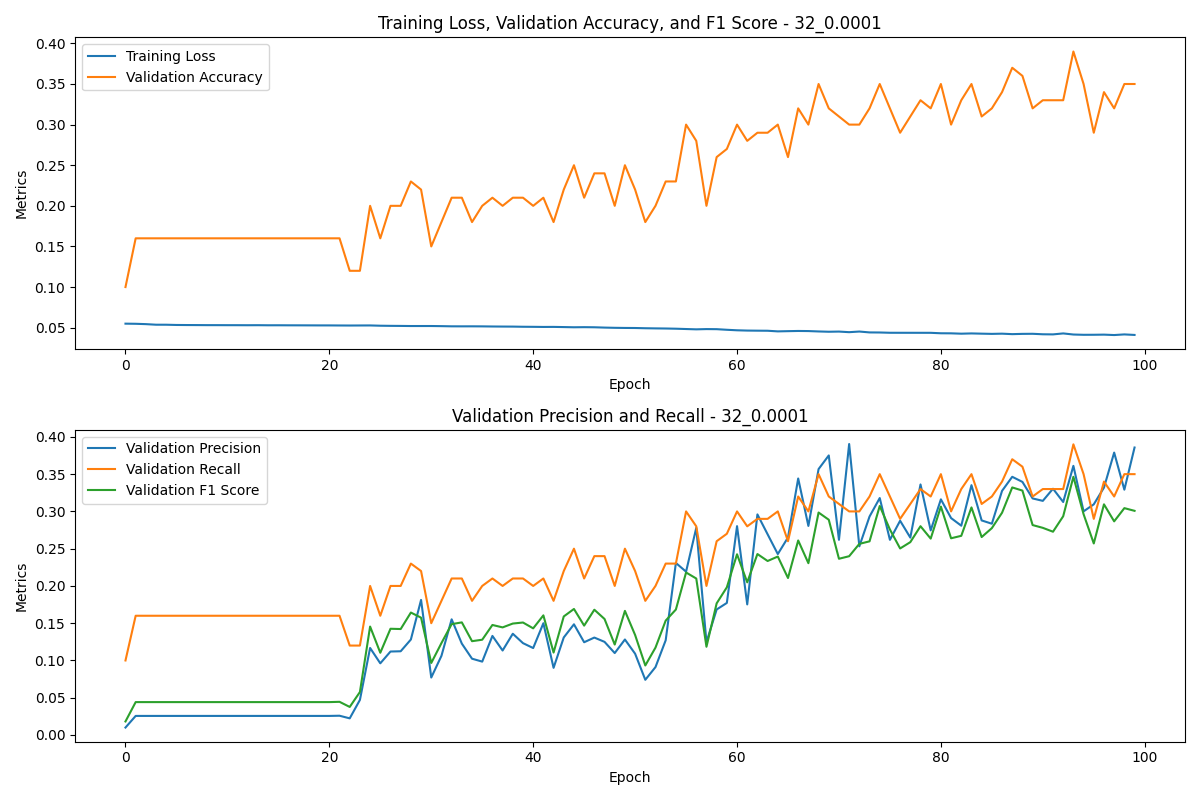 Training Loss, Validation Accuracy, and F1 Score - 32_0.0001
Training Loss
Validation Accuracy
0.40
0.35
0.30
0.25
0.20
0.15
0.10
0.05
Metrics
0 20 40 60 80 100
Epoch
Validation Precision and Recall - 32_0.0001
Validation Precision
Validation Recall
Validation F1 Score
0.40
0.35
0.30
0.25
0.20
0.15
0.10
0.05
0.00
Metrics
0 20 40 60 80 100
Epoch